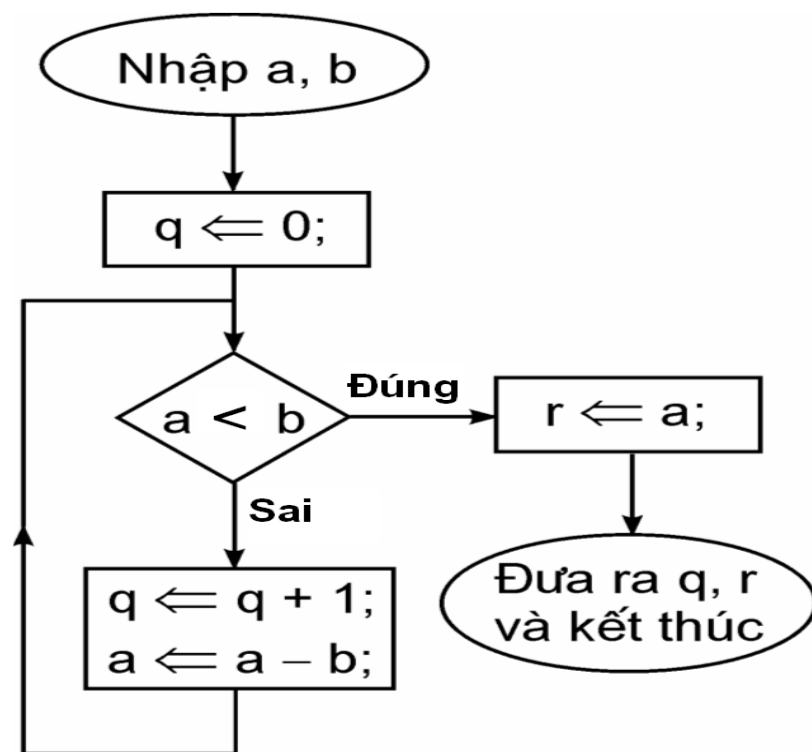 Nhập a, b
q ⇐ 0;
a < b
Đúng
r ⇐ a;
Sai
q ⇐ q + 1;
a ⇐ a – b;
Đưa ra q, r
và kết thúc